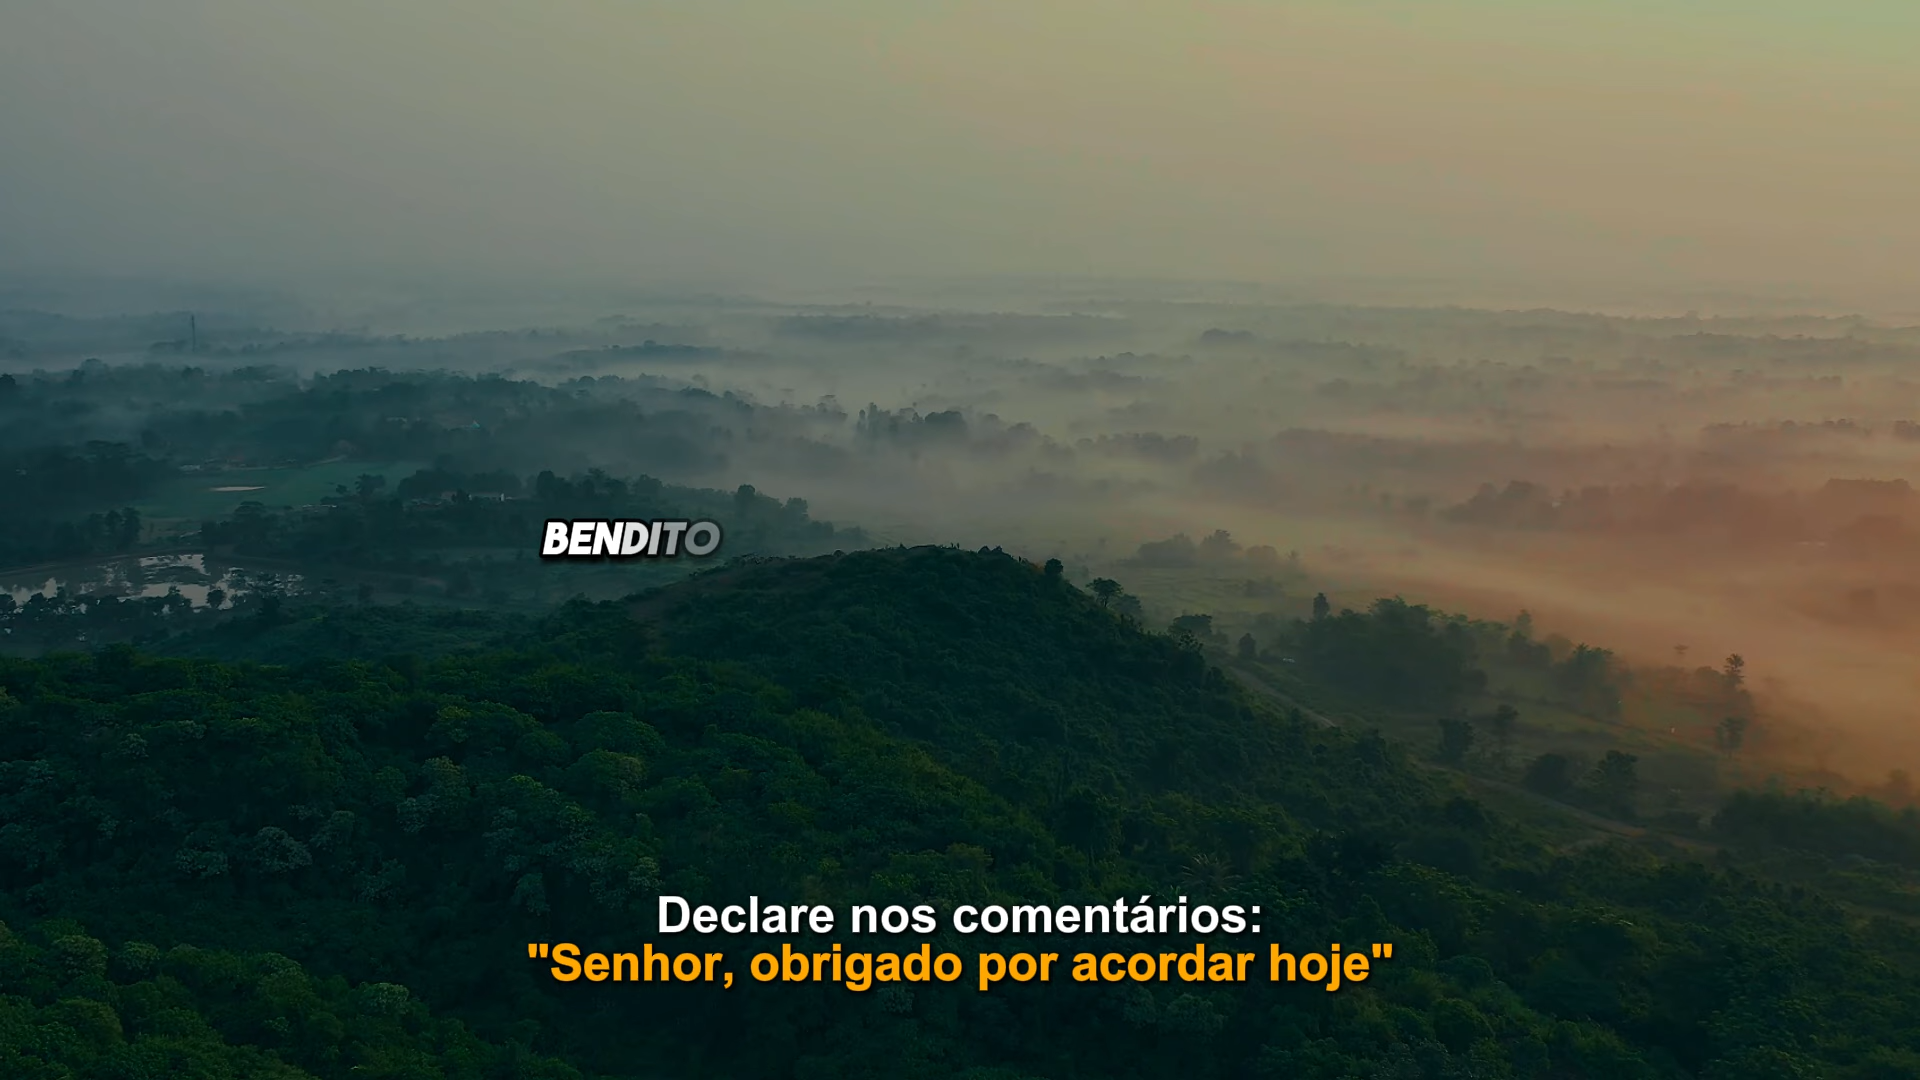 BENDITO
Declare nos comentários:
"Senhor, obrigado por acordar hoje"